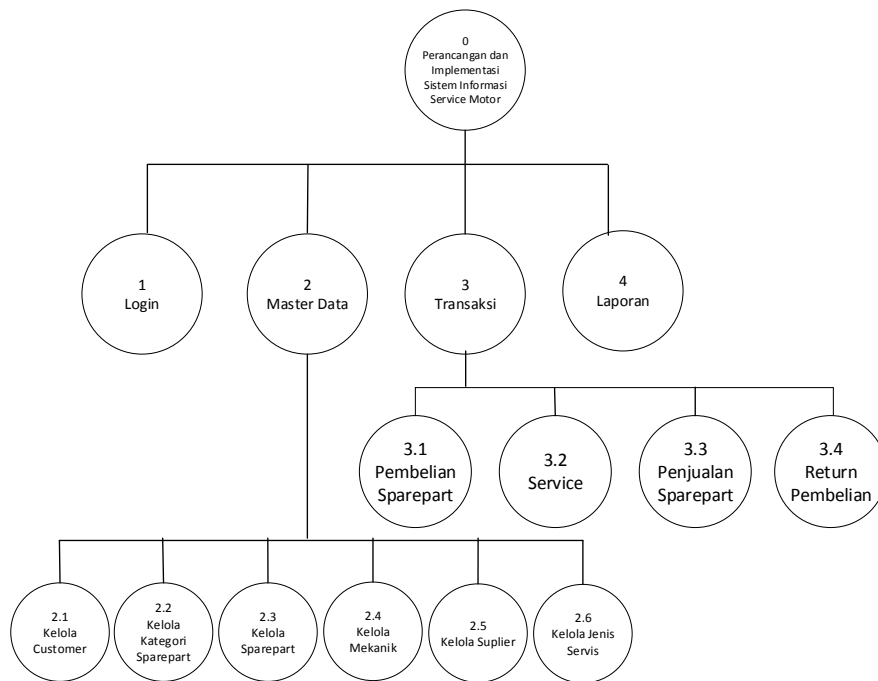 0
Perancangan dan
Implementasi
Sistem Informasi
Service Motor
1
Login
2
Master Data
3
Transaksi
4
Laporan
3.1
Pembelian
Sparepart
3.2
Service
3.3
Penjualan
Sparepart
3.4
Return
Pembelian
2.1
Kelola
Customer
2.2
Kelola
Kategori
Sparepart
2.3
Kelola
Sparepart
2.4
Kelola
Mekanik
2.5
Kelola Suplier
2.6
Kelola Jenis
Servis